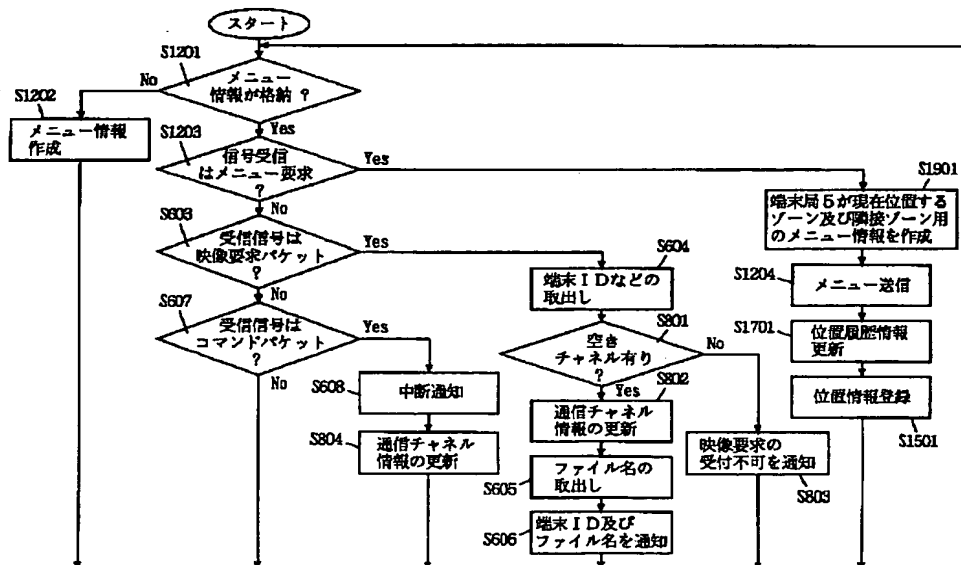 スタート
S1201
メニュー
情報が格納 ?
No
Yes
S1202
メニュー情報
作成
S1203
信号受信
はメニュー要求
?
Yes
No
S1901
端末局5が現在位置する
ゾーン及び隣接ゾーン用
のメニュー情報を作成
S603
受信信号は
映像要求パケット
?
Yes
No
S604
端末IDなどの
取出し
S1204
メニュー送信
S607
受信信号は
コマンドパケット
?
Yes
No
S801
空き
チャネル有り
?
No
Yes
S1701
位置履歴情報
更新
S608
中断通知
S802
通信チャネル
情報の更新
位置情報登録
S1501
S804
通信チャネル
情報の更新
S605
ファイル名の
取出し
映像要求の
受付不可を通知
S803
S606
端末ID及び
ファイル名を通知